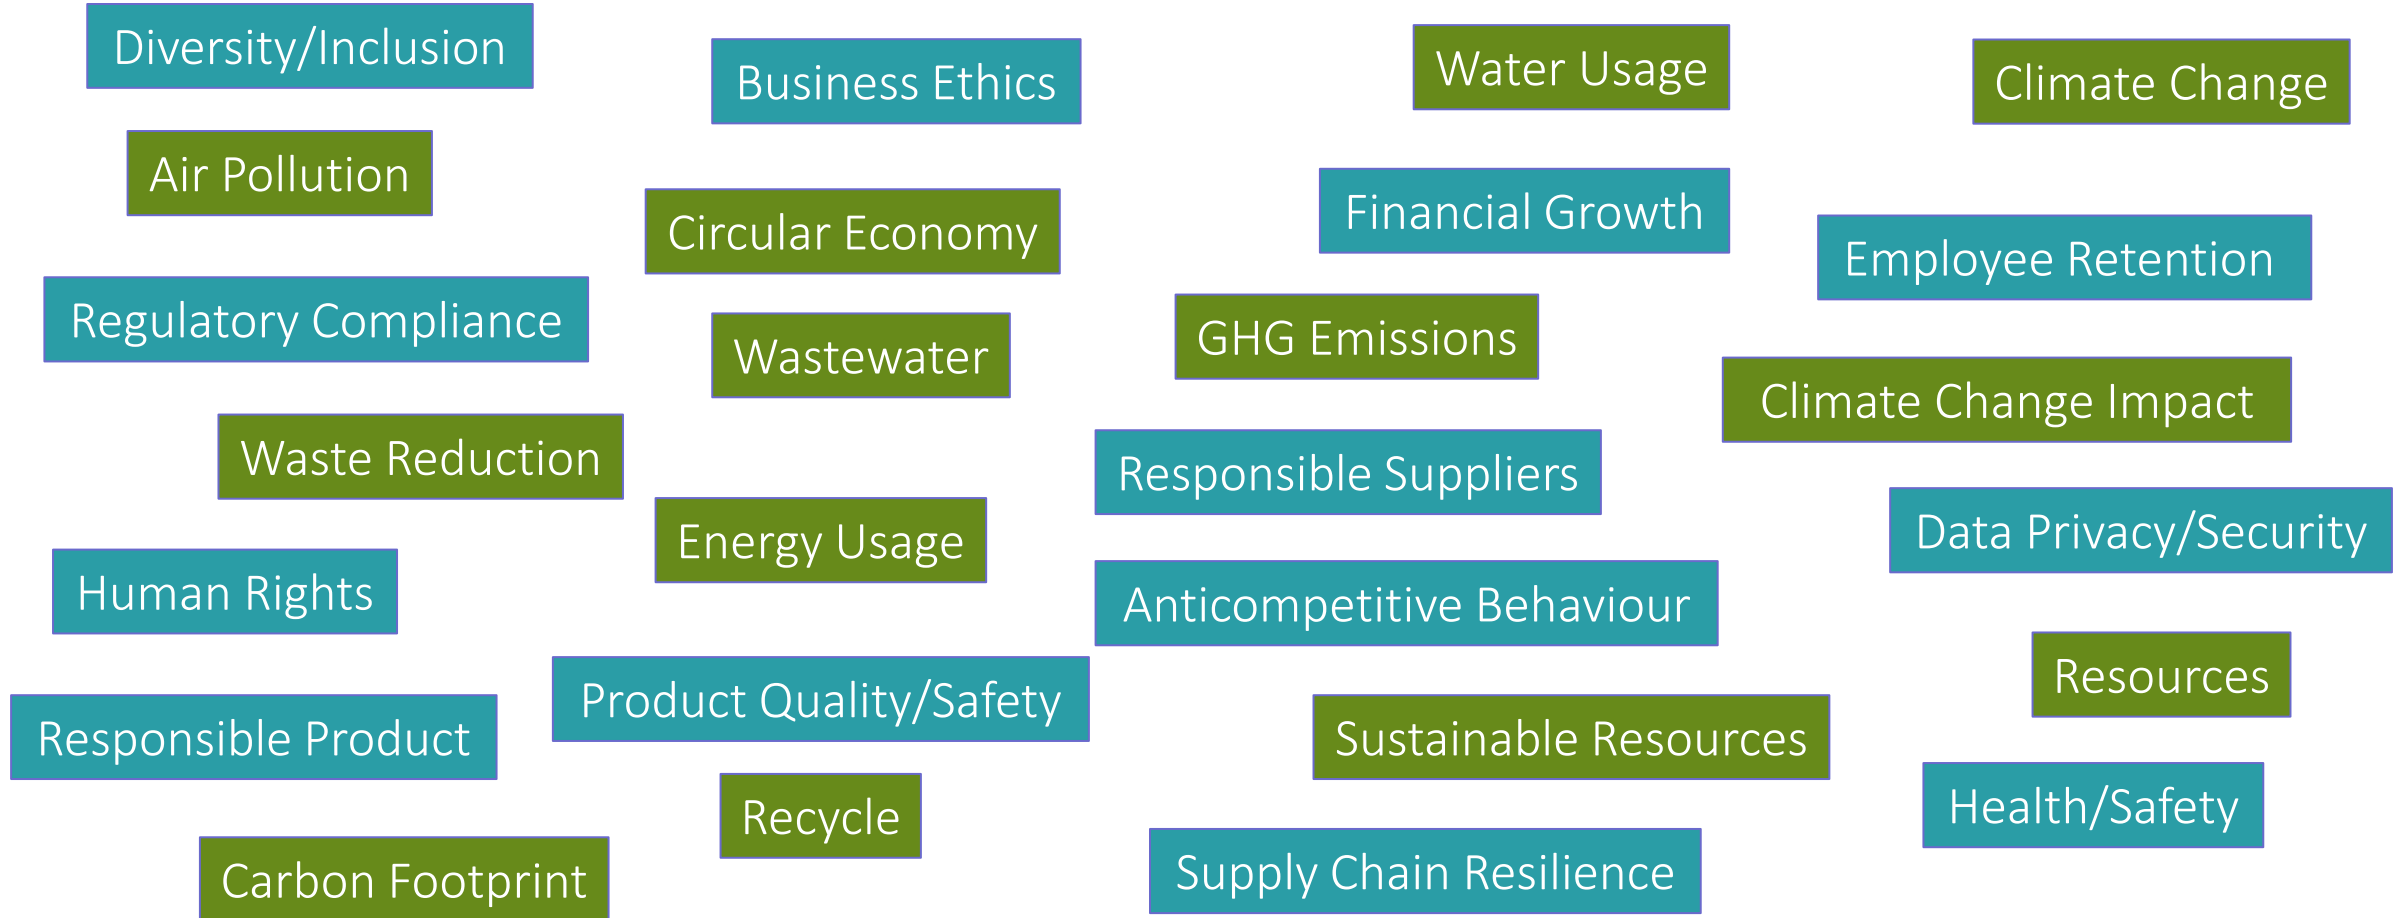 Diversity/Inclusion
Business Ethics
Water Usage
Climate Change
Air Pollution
Circular Economy
Financial Growth
Employee Retention
Regulatory Compliance
Wastewater
GHG Emissions
Climate Change Impact
Waste Reduction
Responsible Suppliers
Energy Usage
Data Privacy/Security
Human Rights
Anticompetitive Behaviour
Product Quality/Safety
Resources
Responsible Product
Sustainable Resources
Recycle
Health/Safety
Carbon Footprint
Supply Chain Resilience